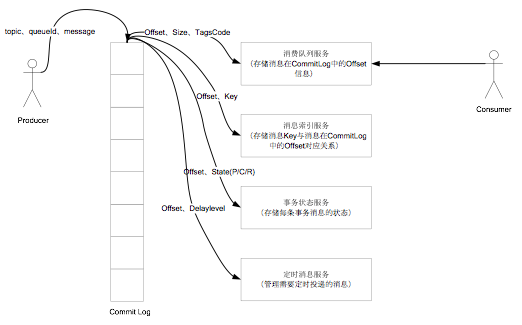 topic、queueId、message
Offset、Size、TagsCode
消费队列服务
(存储消息在CommitLog中的Offset
信息)
Producer
Consumer
Offset、Key
消息索引服务
(存储消息Key与消息在CommitLog
中的Offset对应关系)
Offset、State(P/C/R)
事务状态服务
(存储每条事务消息的状态)
Offset、Delaylevel
定时消息服务
(管理需要定时投递的消息)
Commit Log